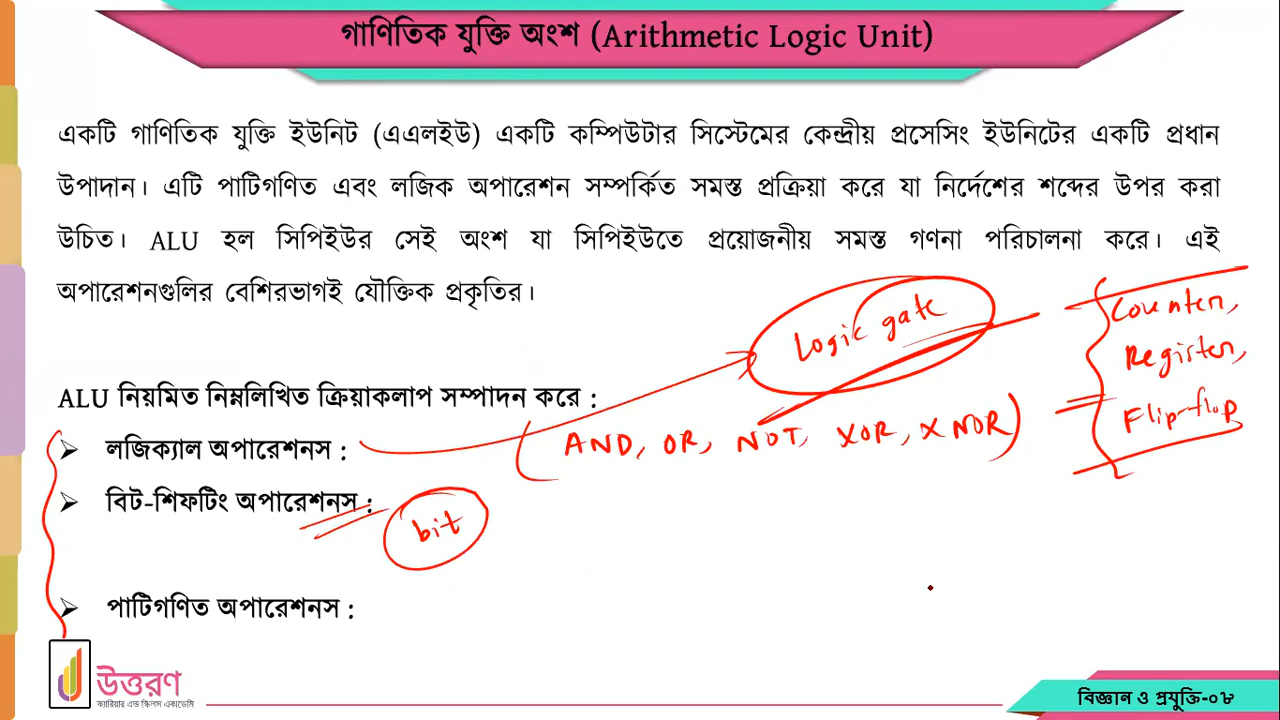 গাণিতিক যুক্তি অংশ (Arithmetic Logic Unit)
একটি গাণিতিক যুক্তি ইউনিট (এএলইউ) একটি কম্পিউটার সিস্টেমের কেন্দ্রীয় প্রসেসিং ইউনিটের একটি প্রধান
উপাদান। এটি পাটিগণিত এবং লজিক অপারেশন সম্পর্কিত সমস্ত প্রক্রিয়া করে যা নির্দেশের শব্দের উপর করা
উচিত। ALU হল সিপিইউর সেই অংশ যা সিপিইউতে প্রয়োজনীয় সমস্ত গণনা পরিচালনা করে। এই
অপারেশনগুলির বেশিরভাগই যৌক্তিক প্রকৃতির।
Logic gate
Counter,
Register,
Flip-flop
ALU নিয়মিত নিম্নলিখিত ক্রিয়াকলাপ সম্পাদন করে :
➢ লজিক্যাল অপারেশনস :
(AND, OR, NOT, XOR, XNOR)
➢ বিট-শিফটিং অপারেশনস :
bit
➢ পাটিগণিত অপারেশনস :
উত্তরণ
ক্যারিয়ার এন্ড স্কিলস একাডেমি
বিজ্ঞান ও প্রযুক্তি-০৮